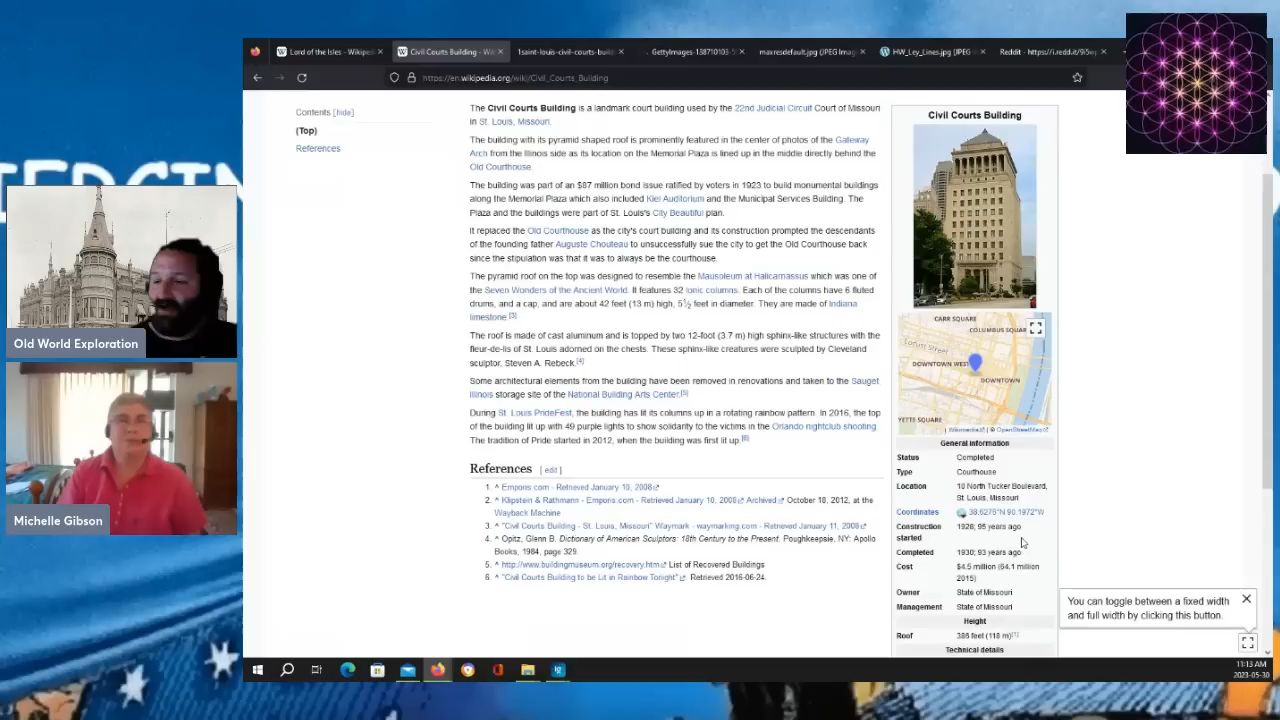 Lord of the Isles - Wikiped
Civil Courts Building - Wi
1saint-louis-civil-courts-build
GettyImages-138710103-5
maxresdefault.jpg (JPEG Imag
HW_Ley_Lines.jpg (JPEG
Reddit - https://i.redd.it/
https://en.wikipedia.org/wiki/Civil_Courts_Building
Contents [hide]
(Top)
References
The Civil Courts Building is a landmark court building used by the 22nd Judicial Circuit Court of Missouri
in St. Louis, Missouri.
The building with its pyramid shaped roof is prominently featured in the center of photos of the Gateway
Arch from the Illinois side as its location on the Memorial Plaza is lined up in the middle directly behind the
Old Courthouse.
The building was part of an $87 million bond issue ratified by voters in 1923 to build monumental buildings
along the Memorial Plaza which also included Kiel Auditorium and the Municipal Services Building. The
Plaza and the buildings were part of St. Louis's City Beautiful plan.
It replaced the Old Courthouse as the city's court building and its construction prompted the descendants
of the founding father Auguste Chouteau to unsuccessfully sue the city to get the Old Courthouse back
since the stipulation was that it was to always be the courthouse.
The pyramid roof on the top was designed to resemble the Mausoleum at Halicarnassus which was one of
the Seven Wonders of the Ancient World. It features 32 Ionic columns. Each of the columns have 6 fluted
drums, and a cap, and are about 42 feet (13 m) high, 5½ feet in diameter. They are made of Indiana
limestone.[3]
The roof is made of cast aluminum and is topped by two 12-foot (3.7 m) high sphinx-like structures with the
fleur-de-lis of St. Louis adorned on the chests. These sphinx-like creatures were sculpted by Cleveland
sculptor, Steven A. Rebeck.[4]
Some architectural elements from the building have been removed in renovations and taken to the Sauget
Illinois storage site of the National Building Arts Center.[5]
During St. Louis PrideFest, the building has lit its columns up in a rotating rainbow pattern. In 2016, the top
of the building lit up with 49 purple lights to show solidarity to the victims in the Orlando nightclub shooting.
The tradition of Pride started in 2012, when the building was first lit up.[6]
References [ edit ]
1. ^ Emporis.com - Retrieved January 10, 2008
2. ^ Klipstein & Rathmann - Emporis.com - Retrieved January 10, 2008 Archived October 18, 2012, at the
Wayback Machine
3. ^ "Civil Courts Building - St. Louis, Missouri" Waymark - waymarking.com - Retrieved January 11, 2008
4. ^ Opitz, Glenn B. Dictionary of American Sculptors: 18th Century to the Present. Poughkeepsie, NY: Apollo
Books, 1984, page 329.
5. ^ http://www.buildingmuseum.org/recovery.htm List of Recovered Buildings
6. ^ "Civil Courts Building to be Lit in Rainbow Tonight". Retrieved 2016-06-24.
Civil Courts Building
CARR SQUARE
COLUMBUS SQUAR
Locust Street
DOWNTOWN WEST
DOWNTOWN
YETTE SQUARE
Wikimedia | © OpenStreetMap
General information
Status Completed
Type Courthouse
Location 10 North Tucker Boulevard,
St. Louis, Missouri
Coordinates 38.6276°N 90.1972°W
Construction started 1928; 95 years ago
Completed 1930; 93 years ago
Cost $4.5 million (64.1 million
2015)
Owner State of Missouri
Management State of Missouri
Height
Roof 386 feet (118 m)[1]
Technical details
You can toggle between a fixed width
and full width by clicking this button.
Old World Exploration
Michelle Gibson
11:13 AM
2023-05-30